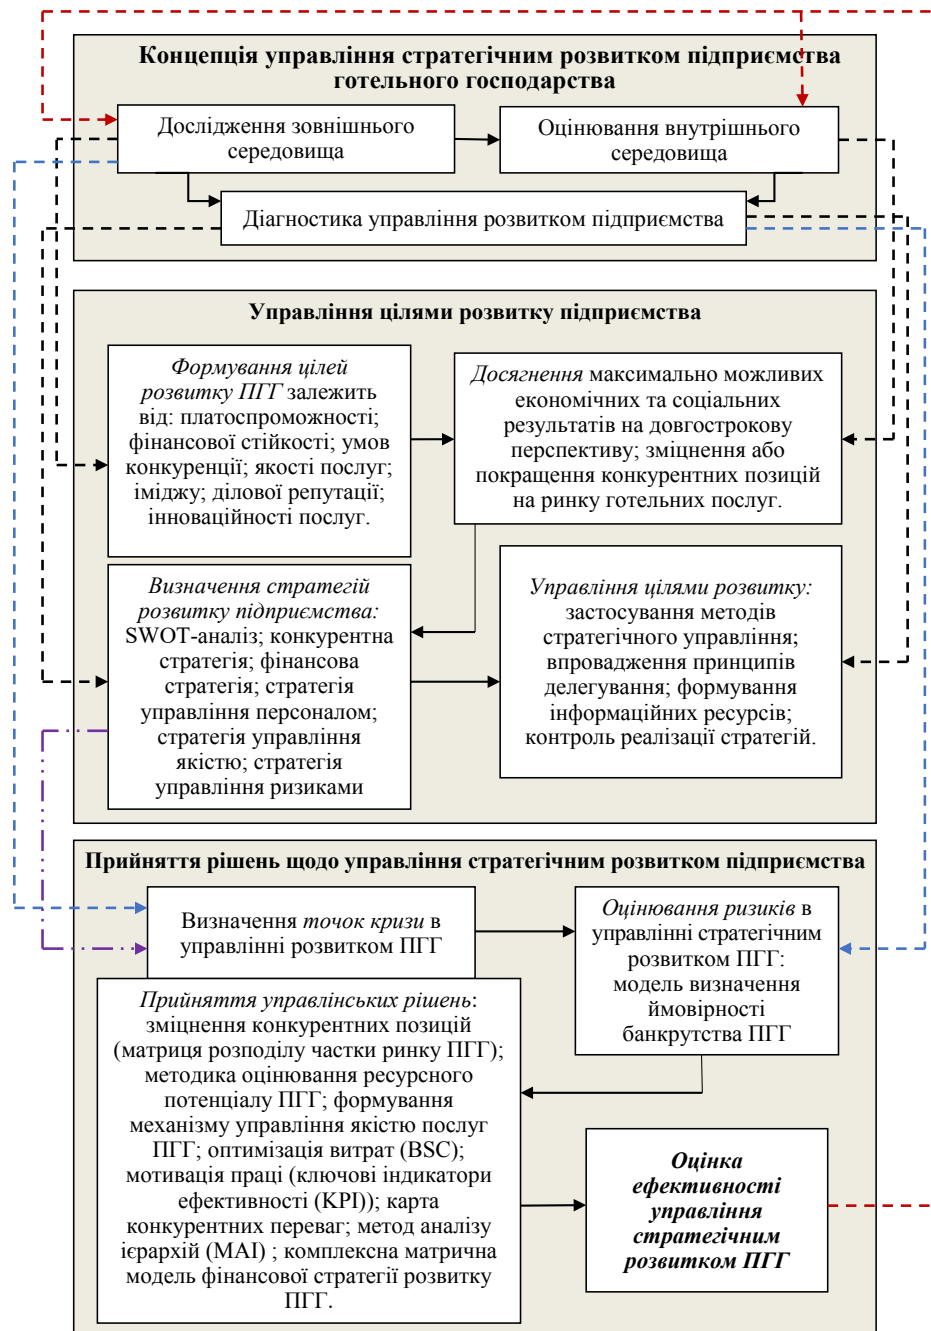 Концепція управління стратегічним розвитком підприємства
готельного господарства
Дослідження зовнішнього
середовища
Оцінювання внутрішнього
середовища
Діагностика управління розвитком підприємства
Управління цілями розвитку підприємства
Формування цілей
розвитку ПГГ залежить
від: платоспроможності;
фінансової стійкості; умов
конкуренції; якості послуг;
іміджу; ділової репутації;
інноваційності послуг.
Досягнення максимально можливих
економічних та соціальних
результатів на довгострокову
перспективу; зміцнення або
покращення конкурентних позицій
на ринку готельних послуг.
Визначення стратегій
розвитку підприємства:
SWOT-аналіз; конкурентна
стратегія; фінансова
стратегія; стратегія
управління персоналом;
стратегія управління
якістю; стратегія
управління ризиками
Управління цілями розвитку:
застосування методів
стратегічного управління;
впровадження принципів
делегування; формування
інформаційних ресурсів;
контроль реалізації стратегій.
Прийняття рішень щодо управління стратегічним розвитком підприємства
Визначення точок кризи в
управлінні розвитком ПГГ
Оцінювання ризиків в
управлінні стратегічним
розвитком ПГГ:
модель визначення
ймовірності
банкрутства ПГГ
Прийняття управлінських рішень:
зміцнення конкурентних позицій
(матриця розподілу частки ринку ПГГ);
методика оцінювання ресурсного
потенціалу ПГГ; формування
механізму управління якістю послуг
ПГГ; оптимізація витрат (BSC);
мотивація праці (ключові індикатори
ефективності (KPI)); карта
конкурентних переваг; метод аналізу
ієрархій (МАІ) ; комплексна матрична
модель фінансової стратегії розвитку
ПГГ.
Оцінка
ефективності
управління
стратегічним
розвитком ПГГ